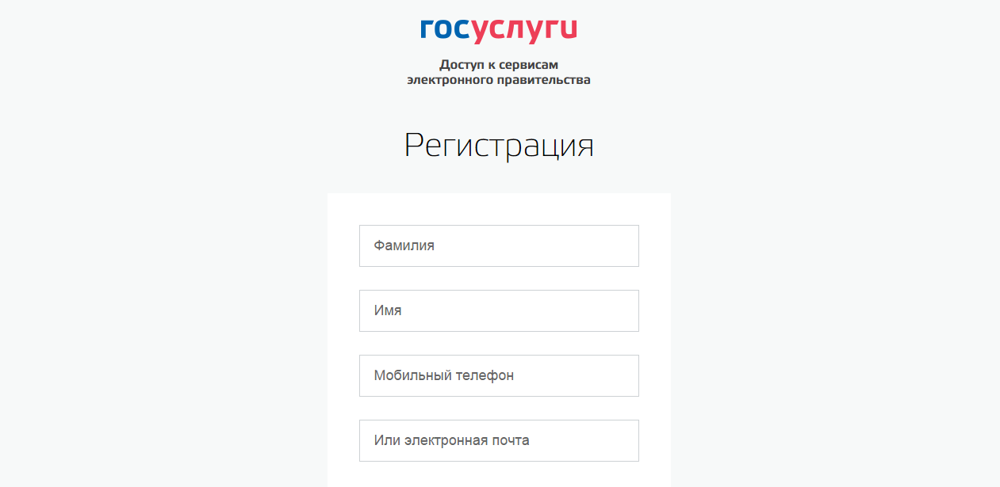 госуслуги
Доступ к сервисам
электронного правительства
Регистрация
Фамилия
Имя
Мобильный телефон
Или электронная почта